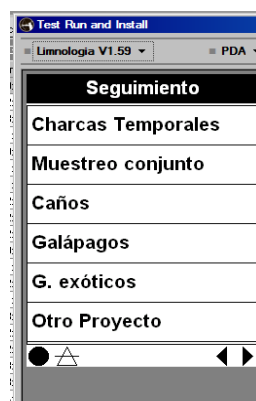 Test Run and Install
Limnologia V1.59 PDA
Seguimiento
Charcas Temporales
Muestreo conjunto
Caños
Galápagos
G. exóticos
Otro Proyecto